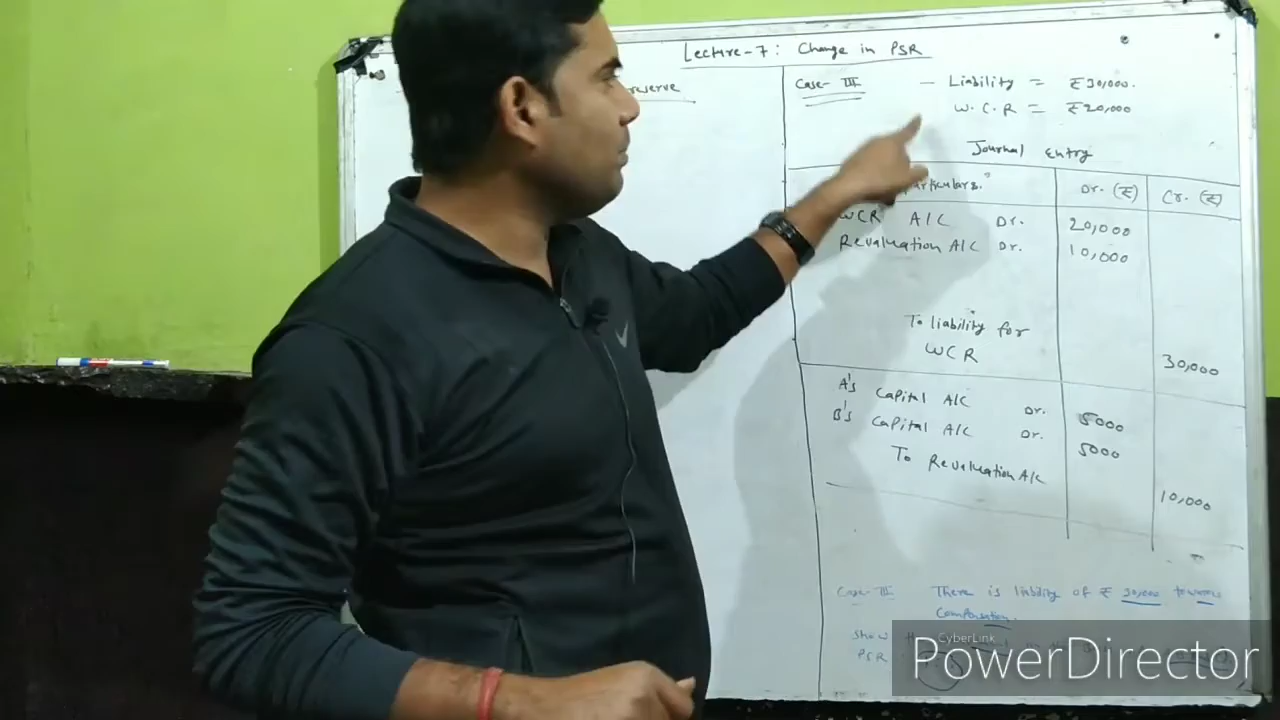 Lecture-7: Change in PSR
reserve
Case-III - Liability = ₹30,000.
W.C.R = ₹20,000
Journal Entry
Particulars. Dr. (₹) Cr. (₹)
WCR A/C Dr. 20,000
Revaluation A/C Dr. 10,000
To liability for
WCR 30,000
A's Capital A/C Dr. 5000
B's Capital A/C Dr. 5000
To Revaluation A/C
10,000
Case-III There is liability of ₹ 30,000 towards
Compensation.
Show
PSR
CyberLink
PowerDirector